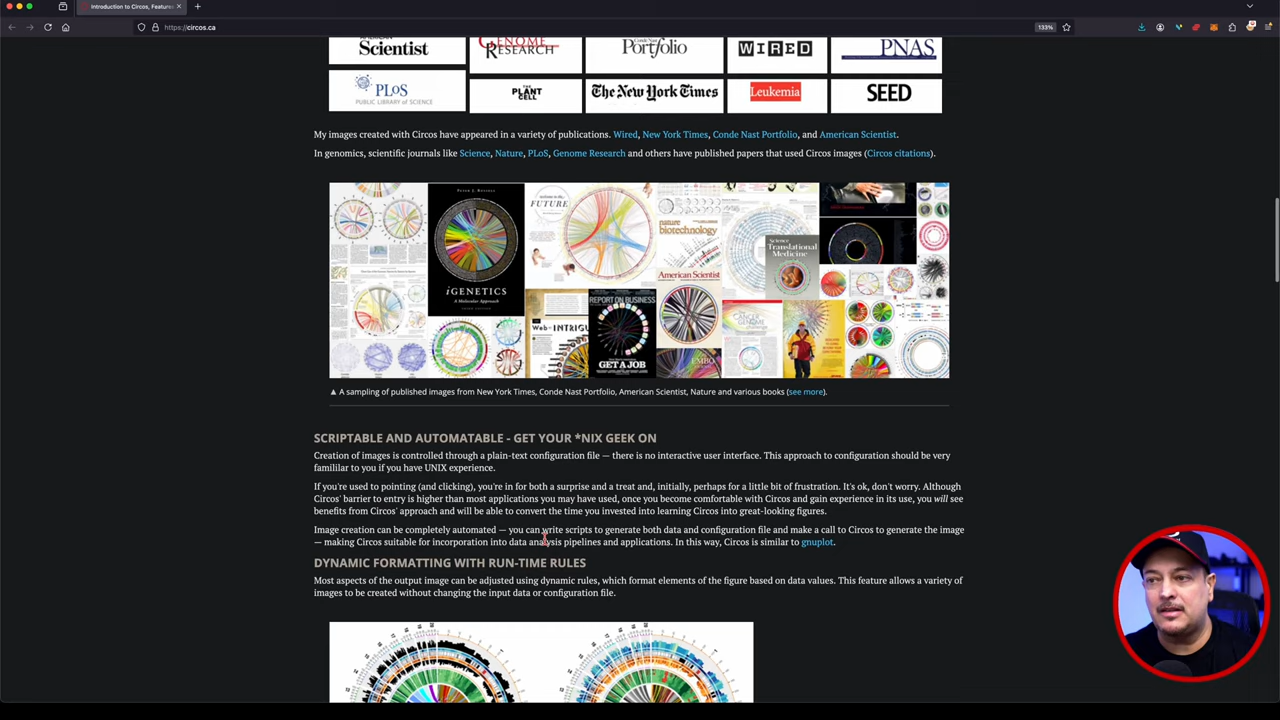 Introduction to Circos, Feature
https://circos.ca
133%
American Scientist
GENOME RESEARCH
Condé Nast Portfolio
WIRED
PNAS
PLoS
PUBLIC LIBRARY of SCIENCE
THE PLANT CELL
The New York Times
Leukemia
SEED
My images created with Circos have appeared in a variety of publications. Wired, New York Times, Conde Nast Portfolio, and American Scientist.
In genomics, scientific journals like Science, Nature, PLoS, Genome Research and others have published papers that used Circos images (Circos citations).
PETER J. RUSSELL
iGENETICS
A Molecular Approach
FUTURE
nature biotechnology
American Scientist
Science Translational Medicine
Web of INTRIGUE
REPORT ON BUSINESS
GET A JOB
CANCER GENOME
EMBO
▲ A sampling of published images from New York Times, Conde Nast Portfolio, American Scientist, Nature and various books (see more).
SCRIPTABLE AND AUTOMATABLE - GET YOUR *NIX GEEK ON
Creation of images is controlled through a plain-text configuration file — there is no interactive user interface. This approach to configuration should be very
famililar to you if you have UNIX experience.
If you're used to pointing (and clicking), you're in for both a surprise and a treat and, initially, perhaps for a little bit of frustration. It's ok, don't worry. Although
Circos' barrier to entry is higher than most applications you may have used, once you become comfortable with Circos and gain experience in its use, you will see
benefits from Circos' approach and will be able to convert the time you invested into learning Circos into great-looking figures.
Image creation can be completely automated — you can write scripts to generate both data and configuration file and make a call to Circos to generate the image
— making Circos suitable for incorporation into data analysis pipelines and applications. In this way, Circos is similar to gnuplot.
DYNAMIC FORMATTING WITH RUN-TIME RULES
Most aspects of the output image can be adjusted using dynamic rules, which format elements of the figure based on data values. This feature allows a variety of
images to be created without changing the input data or configuration file.